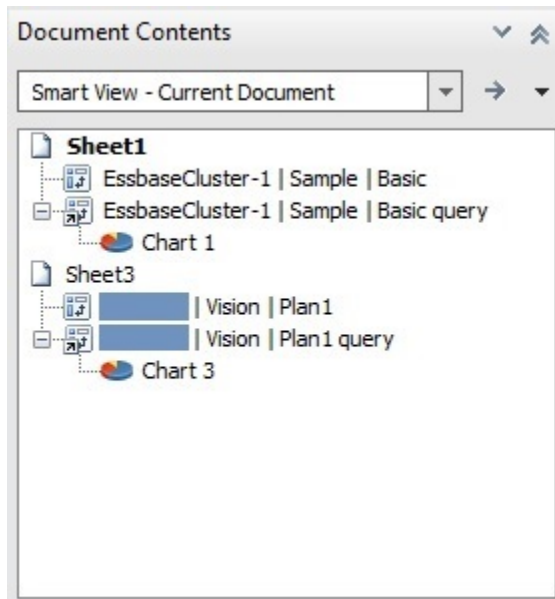 Document Contents
Smart View - Current Document
Sheet1
EssbaseCluster-1 | Sample | Basic
EssbaseCluster-1 | Sample | Basic query
Chart 1
Sheet3
| Vision | Plan1
| Vision | Plan1 query
Chart 3